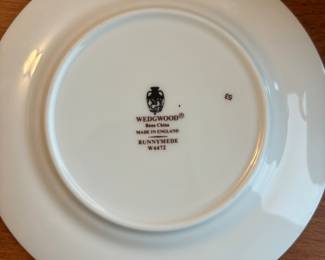 WEDGWOOD®
Bone China
MADE IN ENGLAND
RUNNYMEDE
W4472